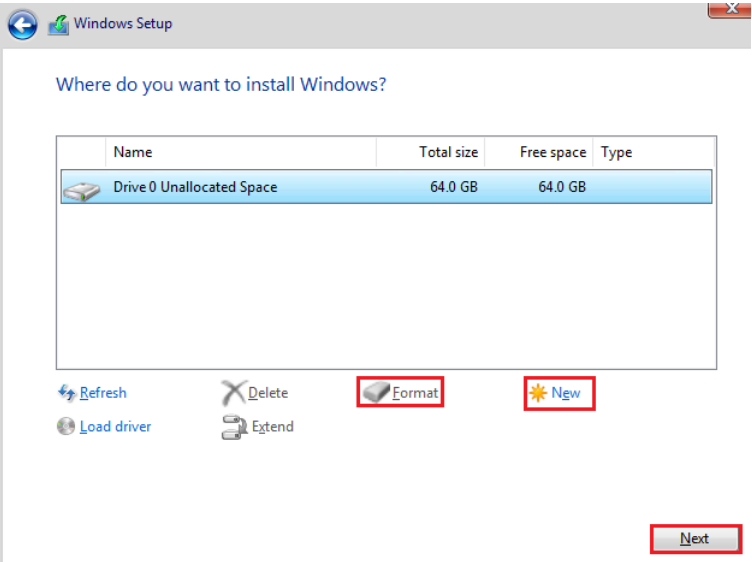 Windows Setup
Where do you want to install Windows?
Name Total size Free space Type
Drive 0 Unallocated Space 64.0 GB 64.0 GB
Refresh Delete Format New
Load driver Extend
Next